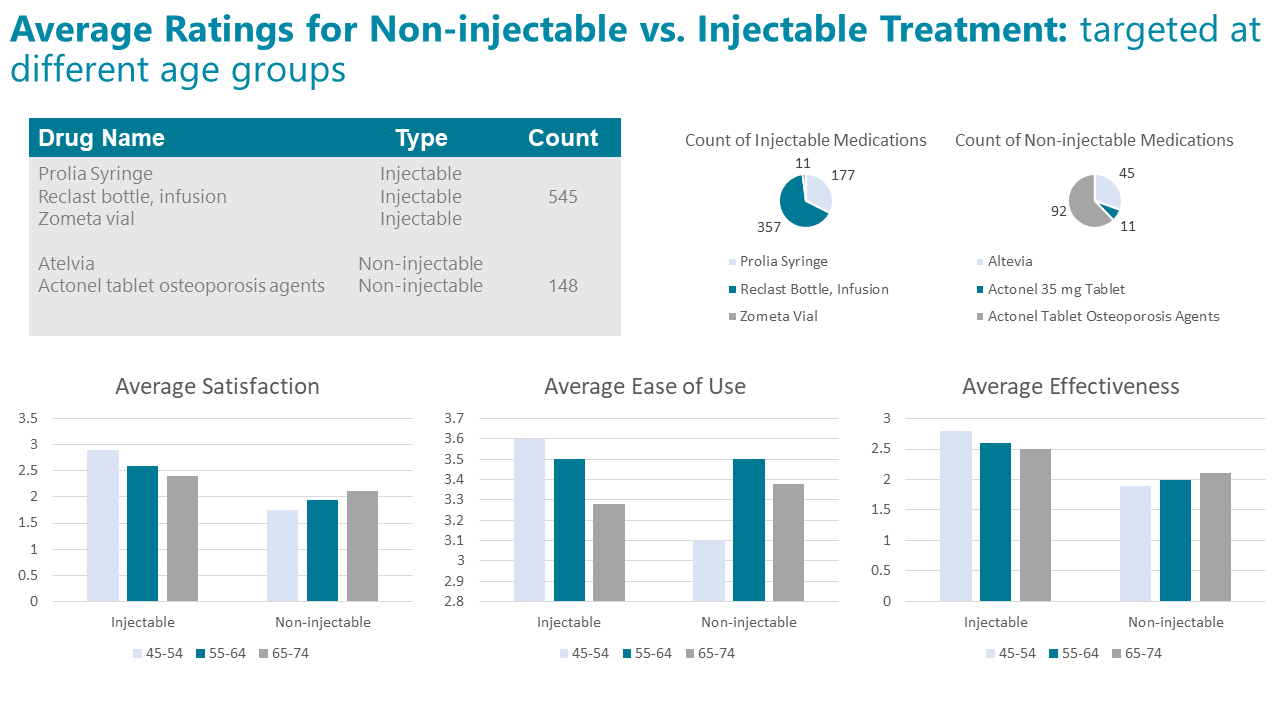 Average Ratings for Non-injectable vs. Injectable Treatment: targeted at
different age groups
Drug Name Type Count
Prolia Syringe Injectable
Reclast bottle, infusion Injectable 545
Zometa vial Injectable
Atelvia Non-injectable
Actonel tablet osteoporosis agents Non-injectable 148
Count of Injectable Medications
11
177
357
Prolia Syringe
Reclast Bottle, Infusion
Zometa Vial
Count of Non-injectable Medications
45
92
11
Altevia
Actonel 35 mg Tablet
Actonel Tablet Osteoporosis Agents
Average Satisfaction
3.5
3
2.5
2
1.5
1
0.5
0
Injectable Non-injectable
45-54 55-64 65-74
Average Ease of Use
3.7
3.6
3.5
3.4
3.3
3.2
3.1
3
2.9
2.8
Injectable Non-injectable
45-54 55-64 65-74
Average Effectiveness
3
2.5
2
1.5
1
0.5
0
Injectable Non-injectable
45-54 55-64 65-74